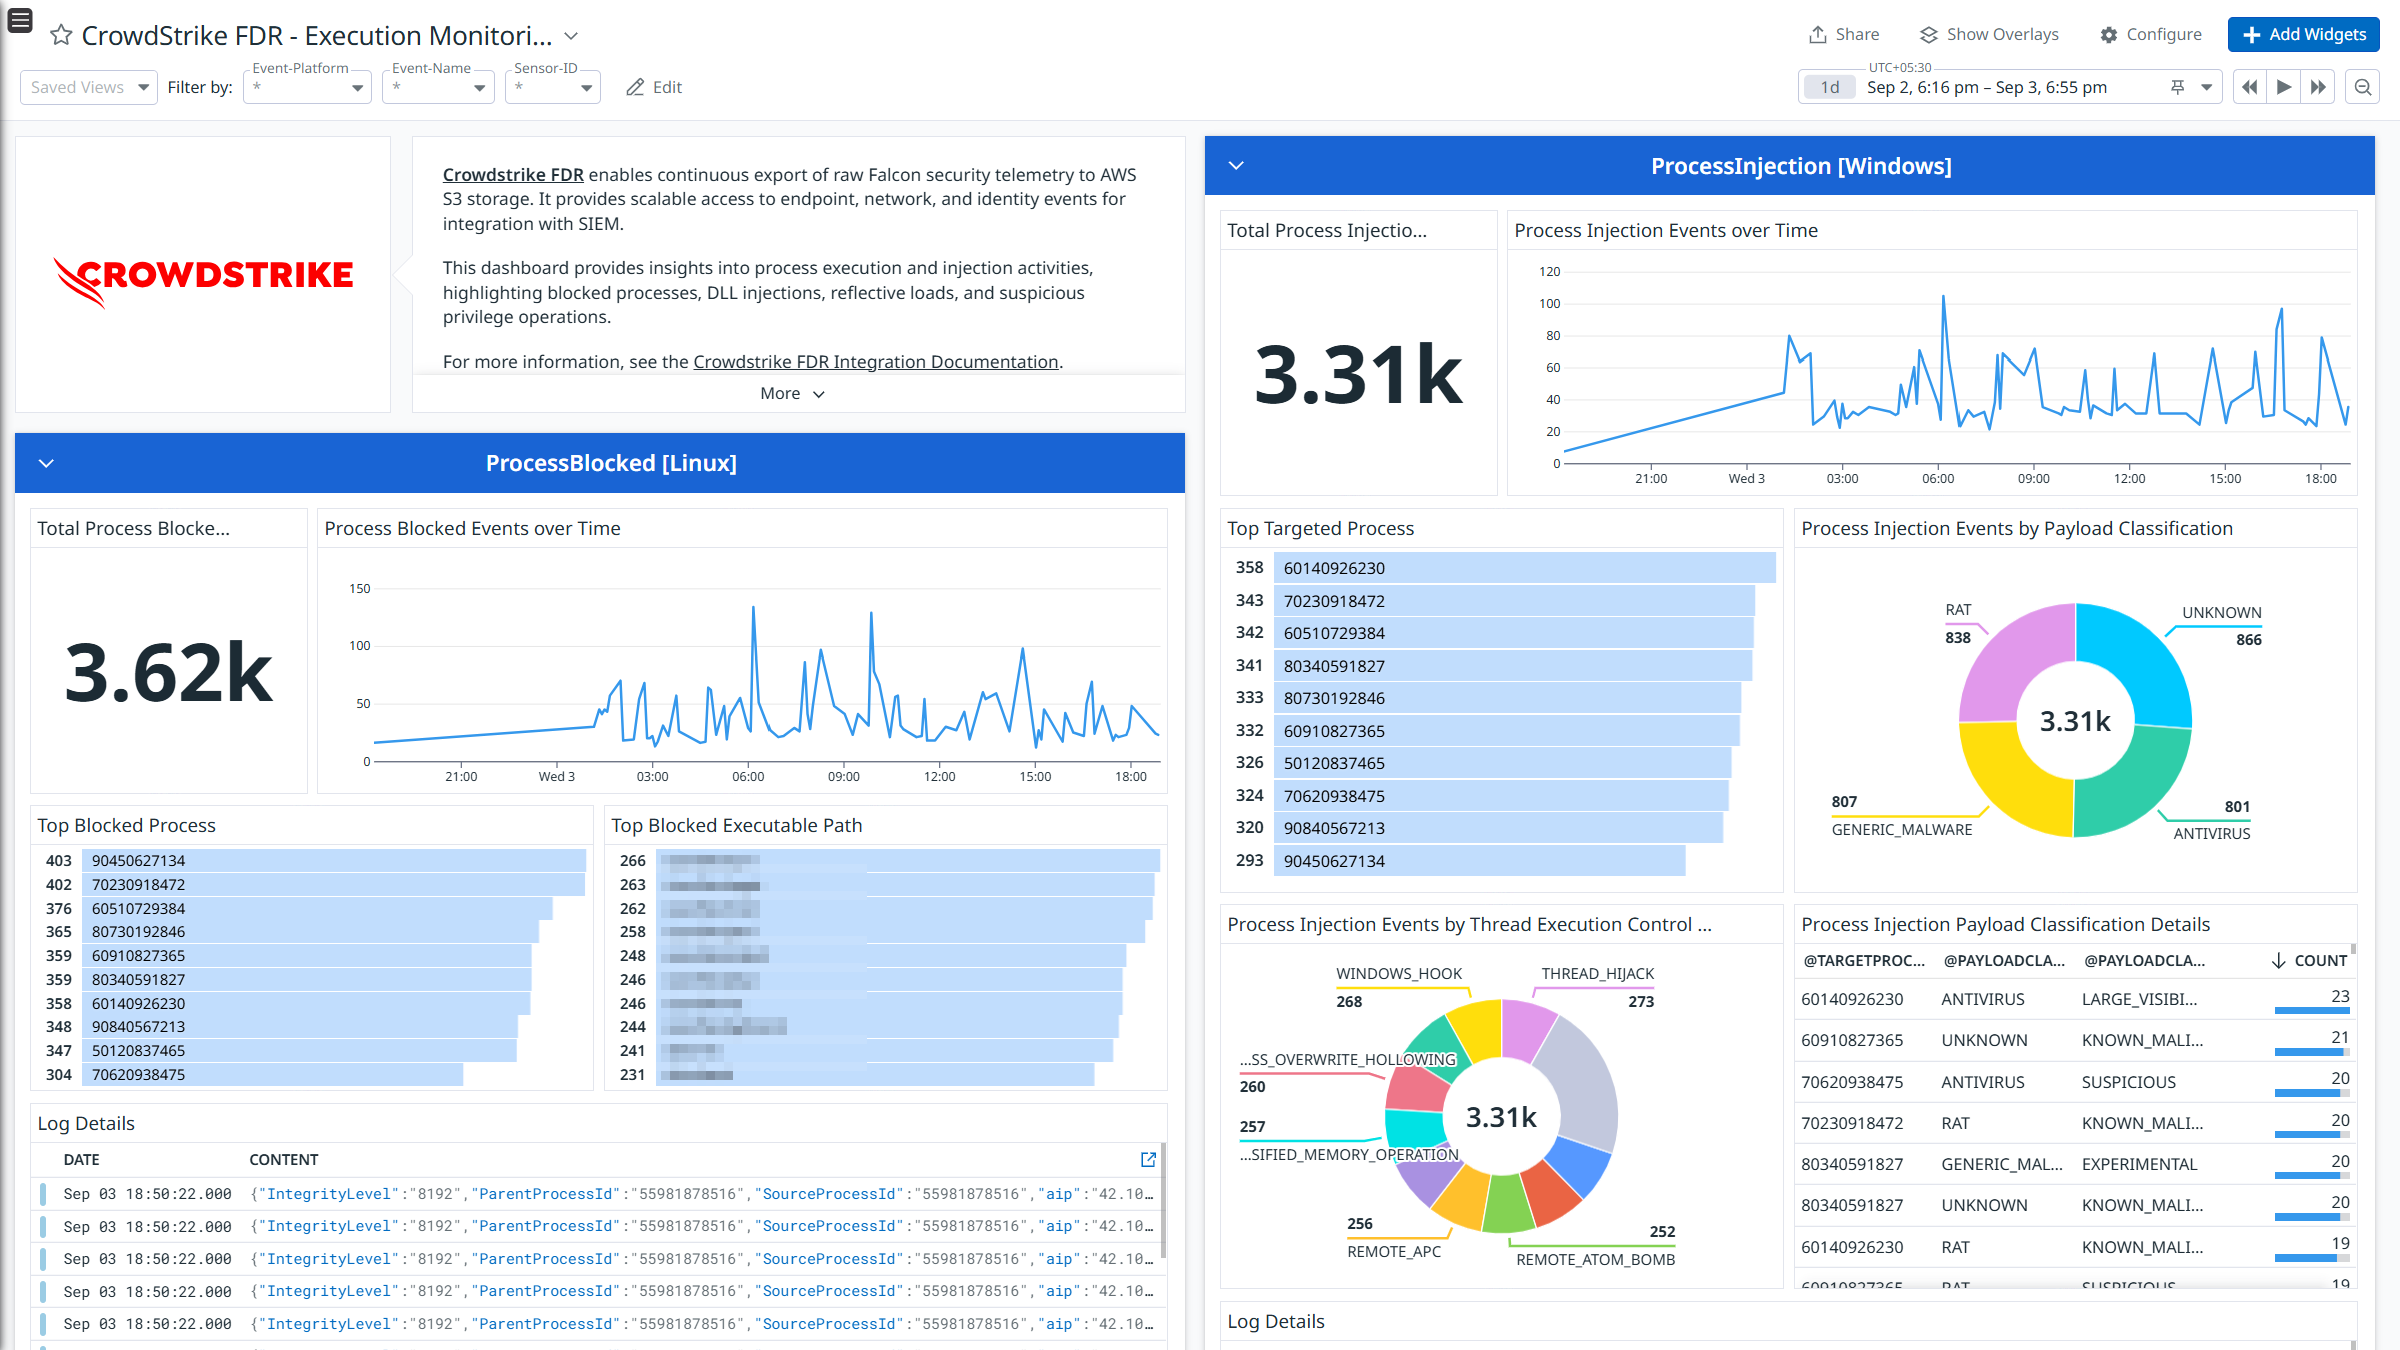 CrowdStrike FDR - Execution Monitori...
Share
Show Overlays
Configure
Add Widgets
Saved Views
Filter by:
Event-Platform
*
Event-Name
*
Sensor-ID
*
Edit
UTC+05:30
1d
Sep 2, 6:16 pm – Sep 3, 6:55 pm
CROWDSTRIKE
Crowdstrike FDR enables continuous export of raw Falcon security telemetry to AWS
S3 storage. It provides scalable access to endpoint, network, and identity events for
integration with SIEM.
This dashboard provides insights into process execution and injection activities,
highlighting blocked processes, DLL injections, reflective loads, and suspicious
privilege operations.
For more information, see the Crowdstrike FDR Integration Documentation.
More
ProcessBlocked [Linux]
Total Process Blocke...
3.62k
Process Blocked Events over Time
150
100
50
0
21:00 Wed 3 03:00 06:00 09:00 12:00 15:00 18:00
Top Blocked Process
403 90450627134
402 70230918472
376 60510729384
365 80730192846
359 60910827365
359 80340591827
358 60140926230
348 90840567213
347 50120837465
304 70620938475
Top Blocked Executable Path
266
263
262
258
248
246
246
244
241
231
Log Details
DATE CONTENT
Sep 03 18:50:22.000 {"IntegrityLevel":"8192","ParentProcessId":"55981878516","SourceProcessId":"55981878516","aip":"42.10…
Sep 03 18:50:22.000 {"IntegrityLevel":"8192","ParentProcessId":"55981878516","SourceProcessId":"55981878516","aip":"42.10…
Sep 03 18:50:22.000 {"IntegrityLevel":"8192","ParentProcessId":"55981878516","SourceProcessId":"55981878516","aip":"42.10…
Sep 03 18:50:22.000 {"IntegrityLevel":"8192","ParentProcessId":"55981878516","SourceProcessId":"55981878516","aip":"42.10…
Sep 03 18:50:22.000 {"IntegrityLevel":"8192","ParentProcessId":"55981878516","SourceProcessId":"55981878516","aip":"42.10…
ProcessInjection [Windows]
Total Process Injectio...
3.31k
Process Injection Events over Time
120
100
80
60
40
20
0
21:00 Wed 3 03:00 06:00 09:00 12:00 15:00 18:00
Top Targeted Process
358 60140926230
343 70230918472
342 60510729384
341 80340591827
333 80730192846
332 60910827365
326 50120837465
324 70620938475
320 90840567213
293 90450627134
Process Injection Events by Payload Classification
RAT
838
UNKNOWN
866
3.31k
807
GENERIC_MALWARE
801
ANTIVIRUS
Process Injection Events by Thread Execution Control ...
WINDOWS_HOOK
268
THREAD_HIJACK
273
...SS_OVERWRITE_HOLLOWING
260
3.31k
257
...SIFIED_MEMORY_OPERATION
256
REMOTE_APC
252
REMOTE_ATOM_BOMB
Process Injection Payload Classification Details
@TARGETPROC... @PAYLOADCLA... @PAYLOADCLA... COUNT
60140926230 ANTIVIRUS LARGE_VISIBI... 23
60910827365 UNKNOWN KNOWN_MALI... 21
70620938475 ANTIVIRUS SUSPICIOUS 20
70230918472 RAT KNOWN_MALI... 20
80340591827 GENERIC_MAL... EXPERIMENTAL 20
80340591827 UNKNOWN KNOWN_MALI... 20
60140926230 RAT KNOWN_MALI... 19
60910827365 RAT SUSPICIOUS 19
Log Details